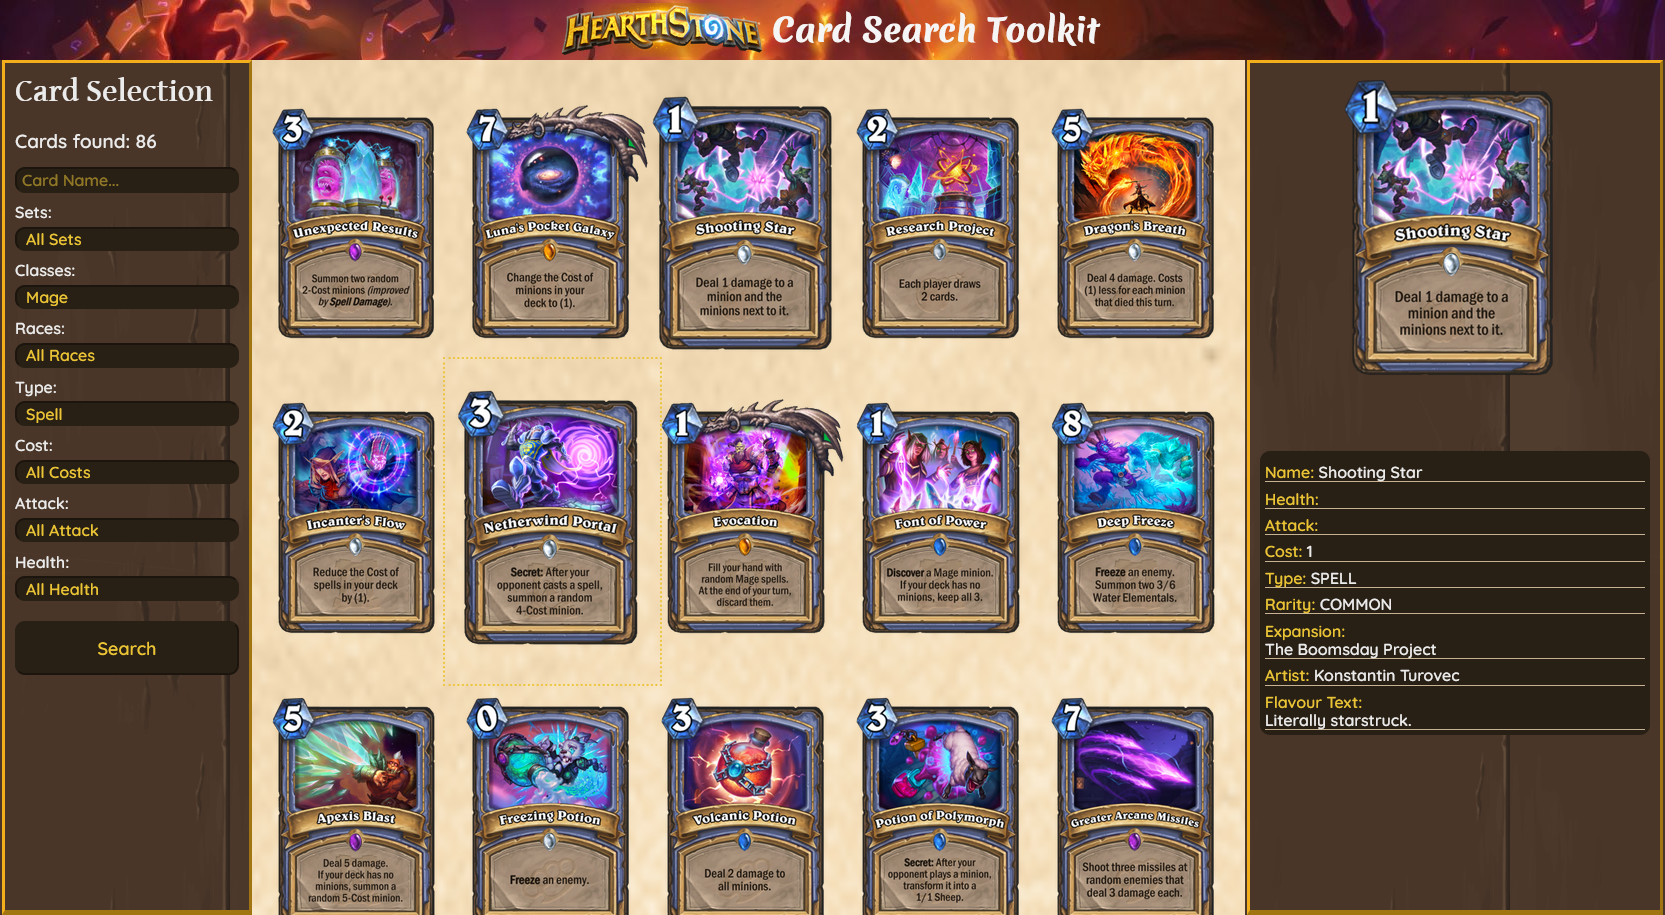 HEARTHSTONE Card Search Toolkit
Card Selection
Cards found: 86
Card Name...
Sets:
All Sets
Classes:
Mage
Races:
All Races
Type:
Spell
Cost:
All Costs
Attack:
All Attack
Health:
All Health
Search
3
Unexpected Results
Summon two random
2-Cost minions (improved
by Spell Damage).
7
Luna's Pocket Galaxy
Change the Cost of
minions in your
deck to (1).
1
Shooting Star
Deal 1 damage to a
minion and the
minions next to it.
2
Research Project
Each player draws
2 cards.
5
Dragon's Breath
Deal 4 damage. Costs
(1) less for each minion
that died this turn.
2
Incanter's Flow
Reduce the Cost of
spells in your deck
by (1).
3
Netherwind Portal
Secret: After your
opponent casts a spell,
summon a random
4-Cost minion.
1
Evocation
Fill your hand with
random Mage spells.
At the end of your turn,
discard them.
1
Font of Power
Discover a Mage minion.
If your deck has no
minions, keep all 3.
8
Deep Freeze
Freeze an enemy.
Summon two 3/6
Water Elementals.
5
Apexis Blast
Deal 5 damage.
If your deck has no
minions, summon a
random 5-Cost minion.
0
Freezing Potion
Freeze an enemy.
3
Volcanic Potion
Deal 2 damage to
all minions.
3
Potion of Polymorph
Secret: After your
opponent plays a minion,
transform it into a
1/1 Sheep.
7
Greater Arcane Missiles
Shoot three missiles at
random enemies that
deal 3 damage each.
1
Shooting Star
Deal 1 damage to a
minion and the
minions next to it.
Name: Shooting Star
Health:
Attack:
Cost: 1
Type: SPELL
Rarity: COMMON
Expansion:
The Boomsday Project
Artist: Konstantin Turovec
Flavour Text:
Literally starstruck.